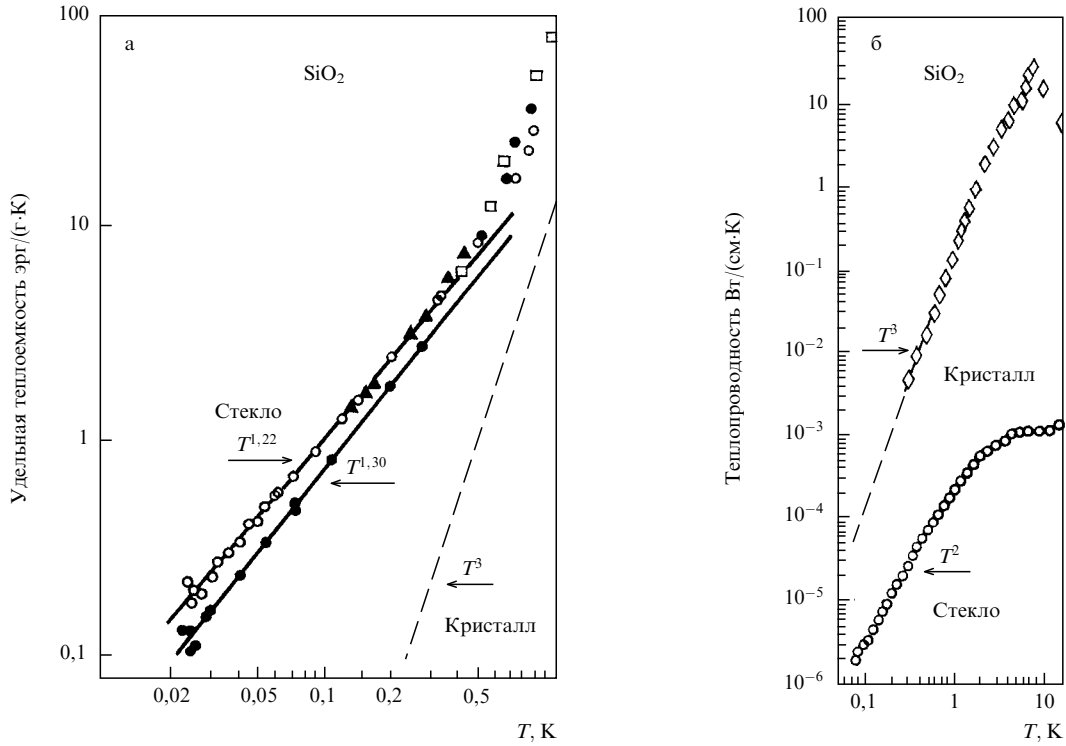 а
SiO₂
Удельная теплоемкость эрг/(г·К)
100
10
1
0,1
Стекло
T¹,²²
T¹,³⁰
T³
Кристалл
0,02
0,05
0,1
0,2
0,5
T, K
б
SiO₂
Теплопроводность Вт/(см·К)
100
10
1
10⁻¹
10⁻²
10⁻³
10⁻⁴
10⁻⁵
10⁻⁶
T³
Кристалл
T²
Стекло
0,1
1
10
T, K